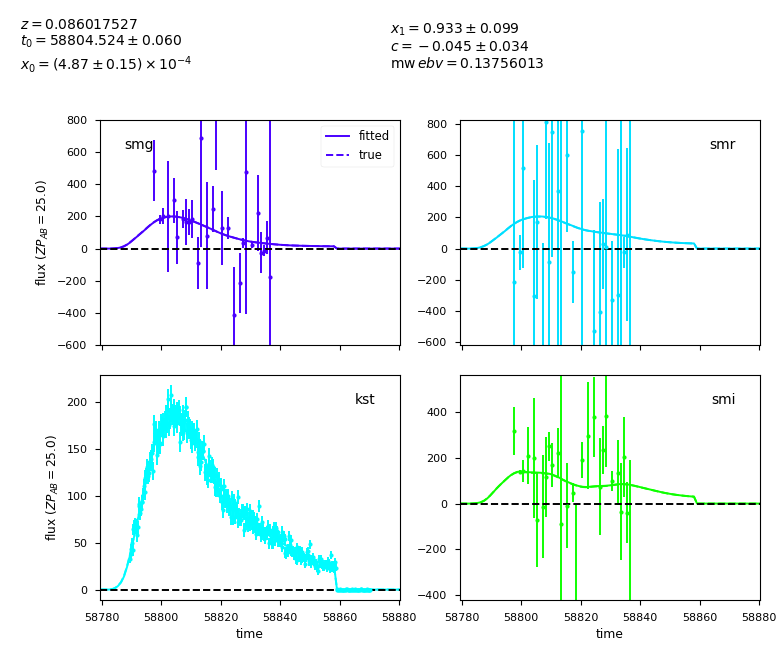 z = 0.086017527
t₀ = 58804.524 ± 0.060
x₀ = (4.87 ± 0.15) × 10⁻⁴
x₁ = 0.933 ± 0.099
c = −0.045 ± 0.034
mw ebv = 0.13756013
smg
fitted
true
800
600
400
200
0
−200
−400
−600
flux (ZP_AB = 25.0)
smr
800
600
400
200
0
−200
−400
−600
kst
200
150
100
50
0
flux (ZP_AB = 25.0)
58780 58800 58820 58840 58860 58880
time
smi
400
200
0
−200
−400
58780 58800 58820 58840 58860 58880
time